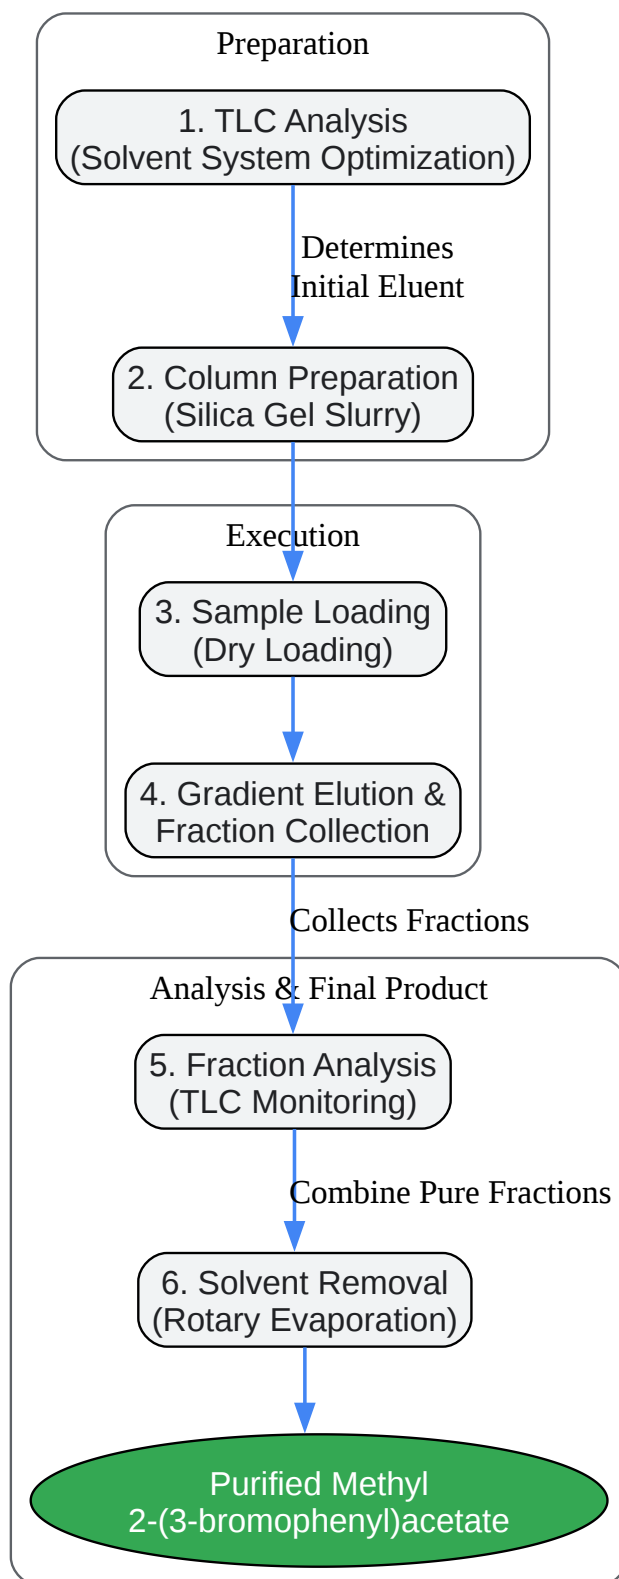 Preparation
1. TLC Analysis
(Solvent System Optimization)
Determines
Initial Eluent
2. Column Preparation
(Silica Gel Slurry)
Execution
3. Sample Loading
(Dry Loading)
4. Gradient Elution &
Fraction Collection
Collects Fractions
Analysis & Final Product
5. Fraction Analysis
(TLC Monitoring)
Combine Pure Fractions
6. Solvent Removal
(Rotary Evaporation)
Purified Methyl
2-(3-bromophenyl)acetate